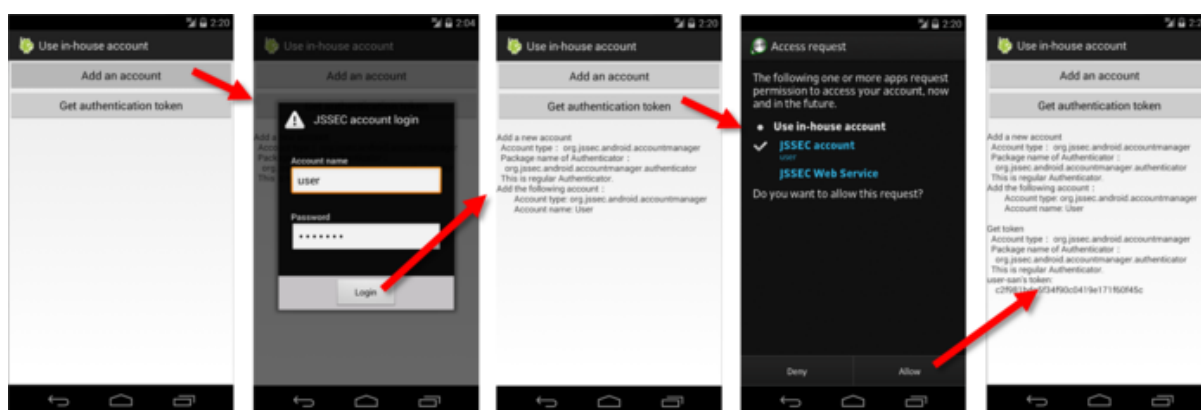 2:20
Use in-house account
Add an account
Get authentication token
2:04
Use in-house account
Add an account
JSSEC account login
Account name
user
Password
•••••••
Login
2:20
Use in-house account
Add an account
Get authentication token
Add a new account
Account type : org.jssec.android.accountmanager
Package name of Authenticator :
org.jssec.android.accountmanager.authenticator
This is regular Authenticator.
Add the following account :
Account type: org.jssec.android.accountmanager
Account name: User
2:20
Access request
The following one or more apps request
permission to access your account, now
and in the future.
• Use in-house account
JSSEC account
user
JSSEC Web Service
Do you want to allow this request?
Deny
Allow
Use in-house account
Add an account
Get authentication token
Add a new account
Account type : org.jssec.android.accountmanager
Package name of Authenticator :
org.jssec.android.accountmanager.authenticator
This is regular Authenticator.
Add the following account :
Account type: org.jssec.android.accountmanager
Account name: User
Get token
Account type : org.jssec.android.accountmanager
Package name of Authenticator :
org.jssec.android.accountmanager.authenticator
This is regular Authenticator.
user-san's token: